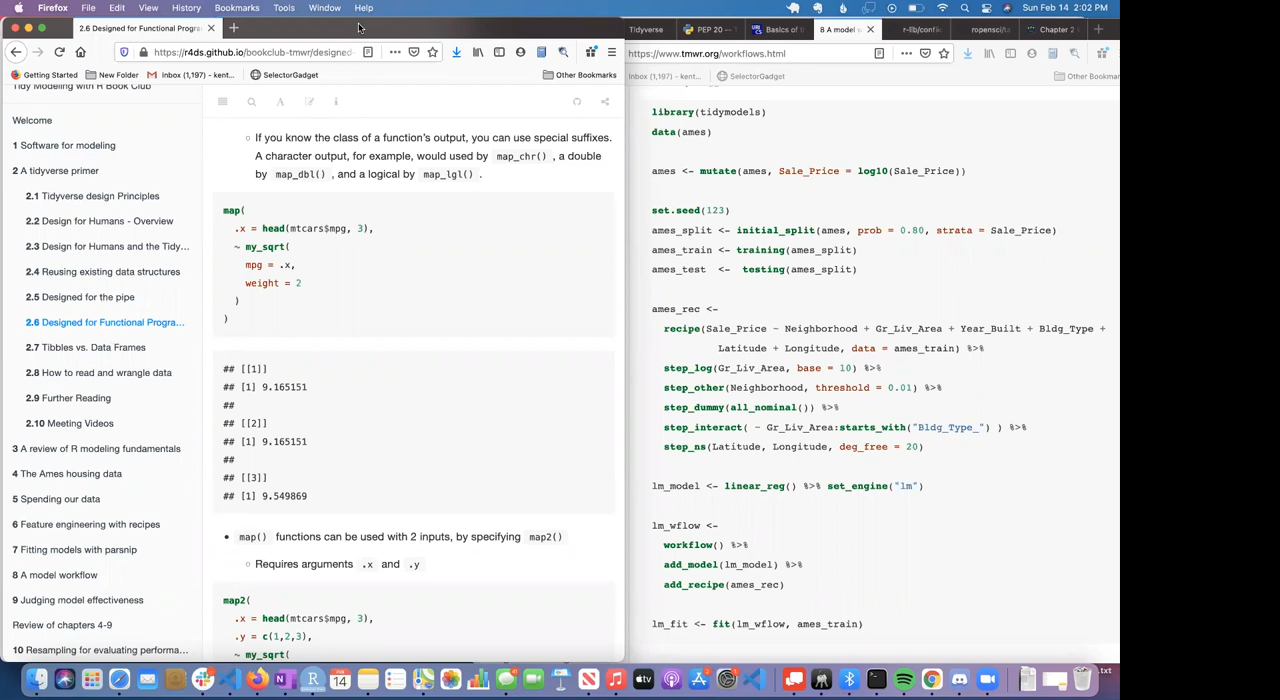 Firefox File Edit View History Bookmarks Tools Window Help
Sun Feb 14 2:02 PM
2.6 Designed for Functional Progra
https://r4ds.github.io/bookclub-tmwr/designed-
Getting Started New Folder Inbox (1,197) - kent... SelectorGadget Other Bookmarks
Tidy Modeling with R Book Club
Welcome
1 Software for modeling
2 A tidyverse primer
2.1 Tidyverse design Principles
2.2 Design for Humans - Overview
2.3 Design for Humans and the Tidy...
2.4 Reusing existing data structures
2.5 Designed for the pipe
2.6 Designed for Functional Progra...
2.7 Tibbles vs. Data Frames
2.8 How to read and wrangle data
2.9 Further Reading
2.10 Meeting Videos
3 A review of R modeling fundamentals
4 The Ames housing data
5 Spending our data
6 Feature engineering with recipes
7 Fitting models with parsnip
8 A model workflow
9 Judging model effectiveness
Review of chapters 4-9
10 Resampling for evaluating performa...
If you know the class of a function's output, you can use special suffixes.
A character output, for example, would used by map_chr() , a double
by map_dbl() , and a logical by map_lgl() .
map(
.x = head(mtcars$mpg, 3),
~ my_sqrt(
mpg = .x,
weight = 2
)
)
## [[1]]
## [1] 9.165151
##
## [[2]]
## [1] 9.165151
##
## [[3]]
## [1] 9.549869
map() functions can be used with 2 inputs, by specifying map2()
Requires arguments .x and .y
map2(
.x = head(mtcars$mpg, 3),
.y = c(1,2,3),
~ my_sqrt(
Tidyverse PEP 20 — Basics of t 8 A model r-lib/confi ropensci/ta Chapter 2
https://www.tmwr.org/workflows.html
Inbox (1,197) - kent... SelectorGadget Other Bookmar
library(tidymodels)
data(ames)
ames <- mutate(ames, Sale_Price = log10(Sale_Price))
set.seed(123)
ames_split <- initial_split(ames, prob = 0.80, strata = Sale_Price)
ames_train <- training(ames_split)
ames_test <- testing(ames_split)
ames_rec <-
recipe(Sale_Price ~ Neighborhood + Gr_Liv_Area + Year_Built + Bldg_Type +
Latitude + Longitude, data = ames_train) %>%
step_log(Gr_Liv_Area, base = 10) %>%
step_other(Neighborhood, threshold = 0.01) %>%
step_dummy(all_nominal()) %>%
step_interact( ~ Gr_Liv_Area:starts_with("Bldg_Type_") ) %>%
step_ns(Latitude, Longitude, deg_free = 20)
lm_model <- linear_reg() %>% set_engine("lm")
lm_wflow <-
workflow() %>%
add_model(lm_model) %>%
add_recipe(ames_rec)
lm_fit <- fit(lm_wflow, ames_train)
.txt